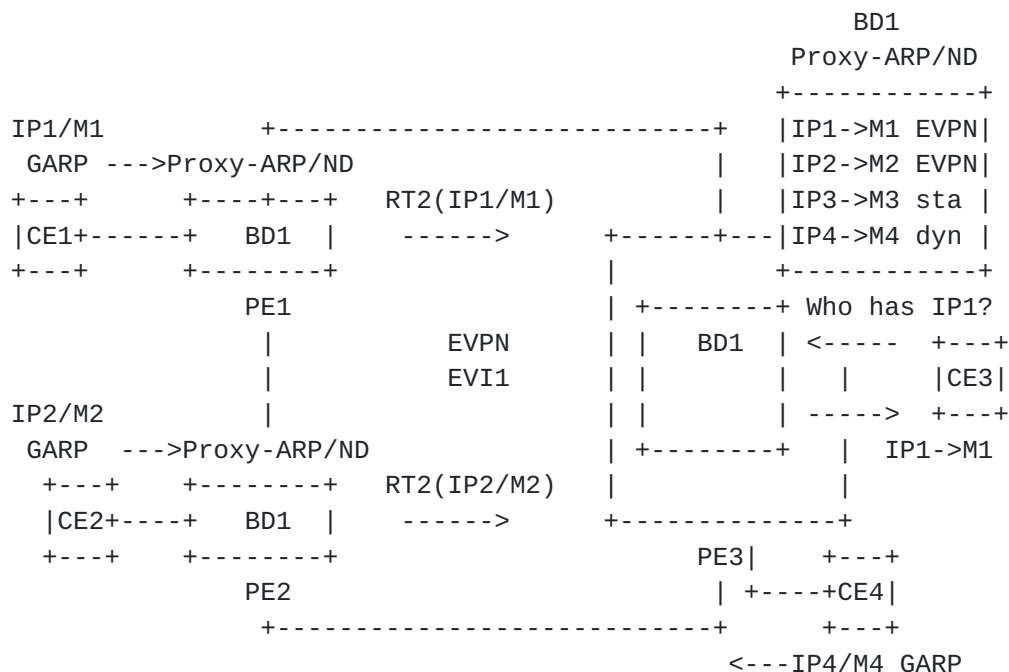 BD1
Proxy-ARP/ND
+------------+
IP1/M1          +----------------------------+   |IP1->M1 EVPN|
GARP --->Proxy-ARP/ND                        |   |IP2->M2 EVPN|
+---+      +----+---+   RT2(IP1/M1)          |   |IP3->M3 sta |
|CE1+------+   BD1  |    ------>      +------+---|IP4->M4 dyn |
+---+      +--------+                 |          +------------+
PE1                    | +--------+ Who has IP1?
|           EVPN      | |   BD1  | <-----  +---+
|           EVI1      | |        |   |     |CE3|
IP2/M2          |                     | |        | ----->  +---+
GARP  --->Proxy-ARP/ND                | +--------+   |  IP1->M1
+---+    +--------+   RT2(IP2/M2)   |              |
|CE2+----+   BD1  |    ------>      +--------------+
+---+    +--------+                       PE3|    +---+
PE2                              | +----+CE4|
+----------------------------+      +---+
<---IP4/M4 GARP